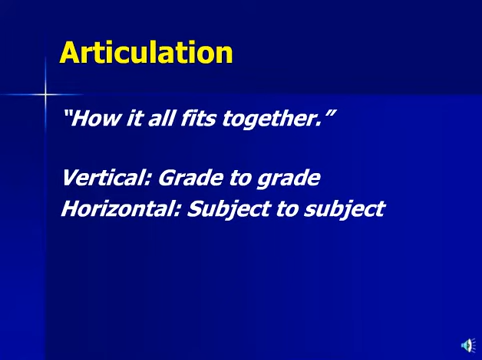 Articulation
“How it all fits together.”
Vertical: Grade to grade
Horizontal: Subject to subject